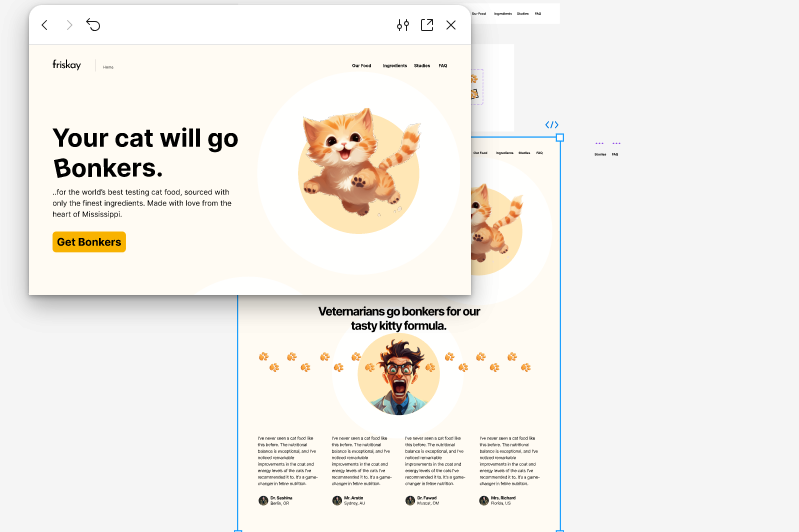 Our Food Ingredients Studies FAQ
friskay Home Our Food Ingredients Studies FAQ
Your cat will go
Bonkers.
..for the world's best testing cat food, sourced with
only the finest ingredients. Made with love from the
heart of Mississippi.
Get Bonkers
</>
Our Food Ingredients Studies FAQ
Studies FAQ
Veternarians go bonkers for our
tasty kitty formula.
I've never seen a cat food like
this before. The nutritional
balance is exceptional, and I've
noticed remarkable
improvements in the coat and
energy levels of the cats I've
recommended it to. It's a game-
changer in feline nutrition.
Dr. Sashina
Berlin, GR
I've never seen a cat food like
this before. The nutritional
balance is exceptional, and I've
noticed remarkable
improvements in the coat and
energy levels of the cats I've
recommended it to. It's a game-
changer in feline nutrition.
Mr. Arstin
Sydney, AU
I've never seen a cat food like
this before. The nutritional
balance is exceptional, and I've
noticed remarkable
improvements in the coat and
energy levels of the cats I've
recommended it to. It's a game-
changer in feline nutrition.
Dr. Fawad
Muscat, OM
I've never seen a cat food like
this before. The nutritional
balance is exceptional, and I've
noticed remarkable
improvements in the coat and
energy levels of the cats I've
recommended it to. It's a game-
changer in feline nutrition.
Mrs. Richard
Florida, US